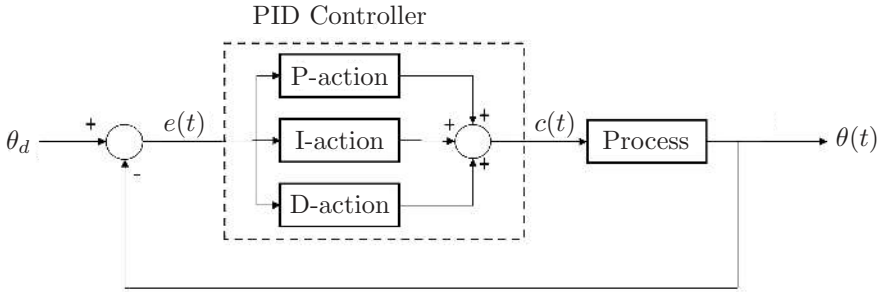 PID Controller
P-action
+
+
e(t)
+
c(t)
θd
I-action
Process
θ(t)
-
+
D-action